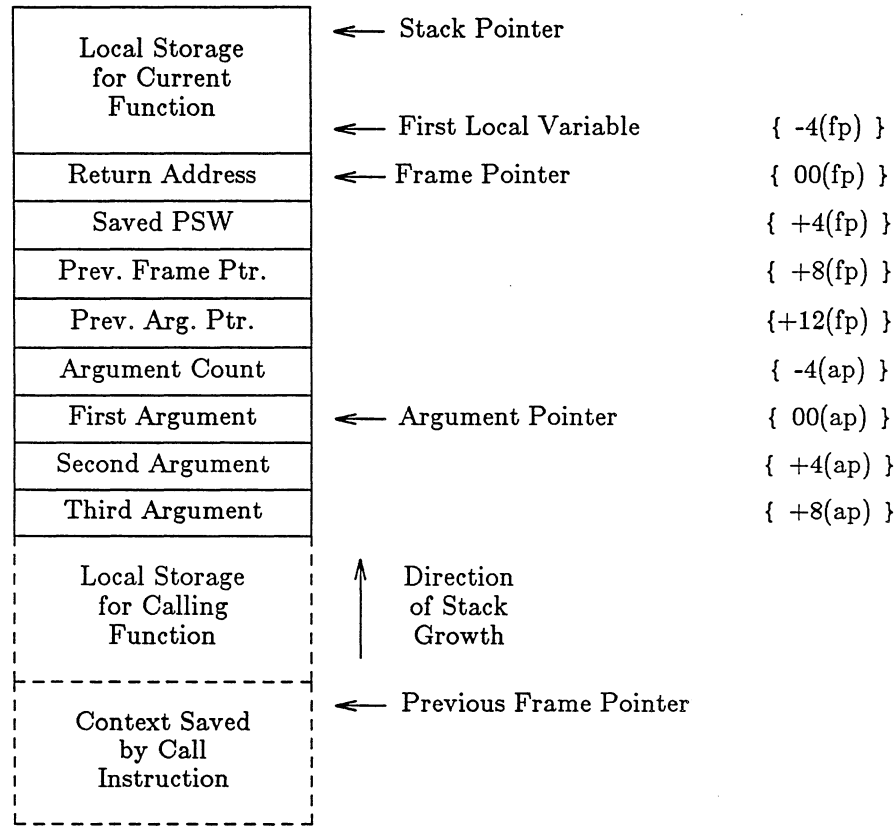 Stack Pointer
Local Storage
for Current
Function
First Local Variable { -4(fp) }
Return Address Frame Pointer { 00(fp) }
Saved PSW { +4(fp) }
Prev. Frame Ptr. { +8(fp) }
Prev. Arg. Ptr. {+12(fp) }
Argument Count { -4(ap) }
First Argument Argument Pointer { 00(ap) }
Second Argument { +4(ap) }
Third Argument { +8(ap) }
Local Storage
for Calling
Function
Direction
of Stack
Growth
Previous Frame Pointer
Context Saved
by Call
Instruction